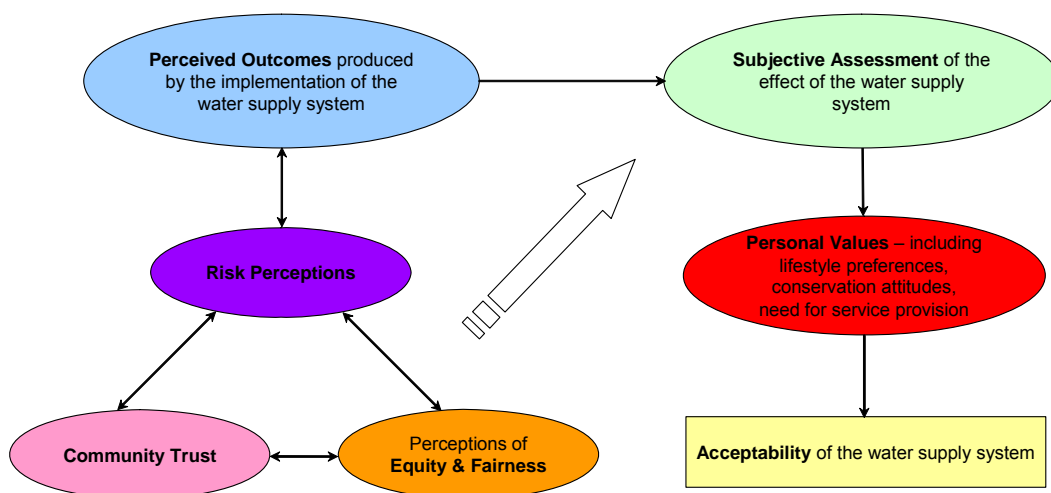 Perceived Outcomes produced
by the implementation of the
water supply system
Subjective Assessment of the
effect of the water supply
system
Risk Perceptions
Personal Values – including
lifestyle preferences,
conservation attitudes,
need for service provision
Community Trust
Perceptions of
Equity & Fairness
Acceptability of the water supply system